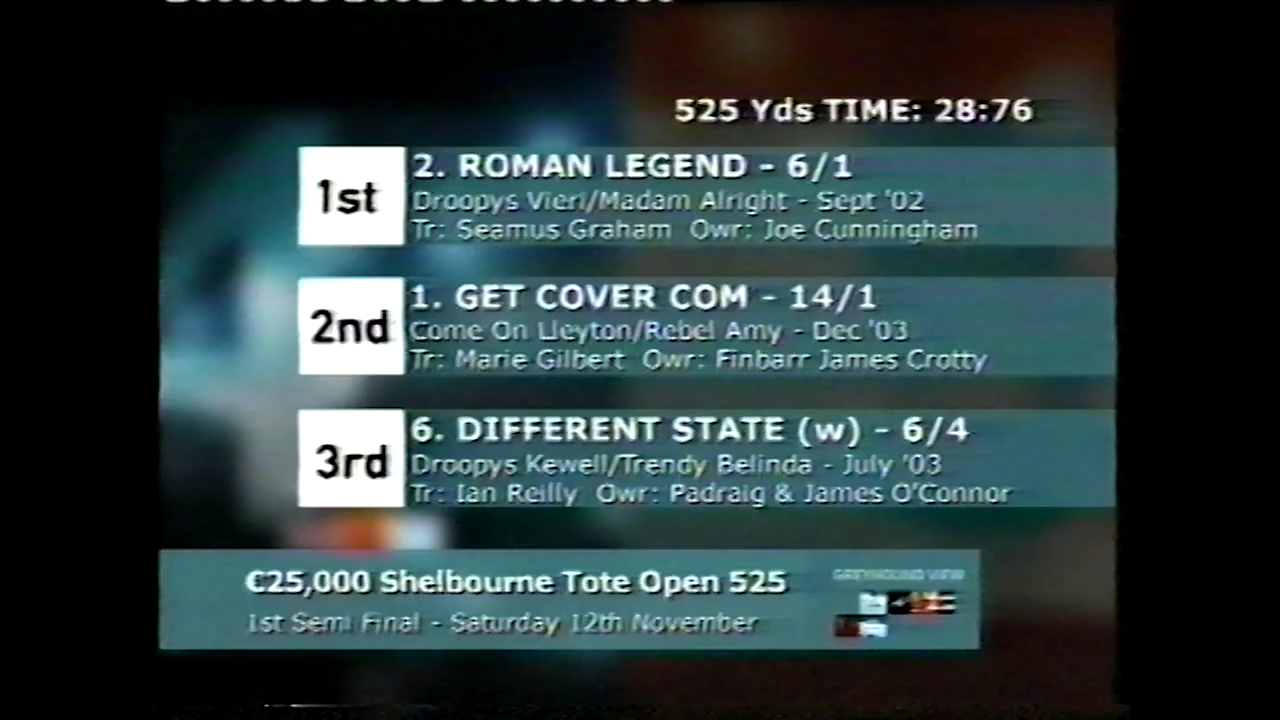 525 Yds TIME: 28:76
1st
2. ROMAN LEGEND - 6/1
Droopys Vieri/Madam Alright - Sept '02
Tr: Seamus Graham Owr: Joe Cunningham
2nd
1. GET COVER COM - 14/1
Come On Lleyton/Rebel Amy - Dec '03
Tr: Marie Gilbert Owr: Finbarr James Crotty
3rd
6. DIFFERENT STATE (w) - 6/4
Droopys Kewell/Trendy Belinda - July '03
Tr: Ian Reilly Owr: Padraig & James O'Connor
€25,000 Shelbourne Tote Open 525
GREYHOUND VIEW
1st Semi Final - Saturday 12th November